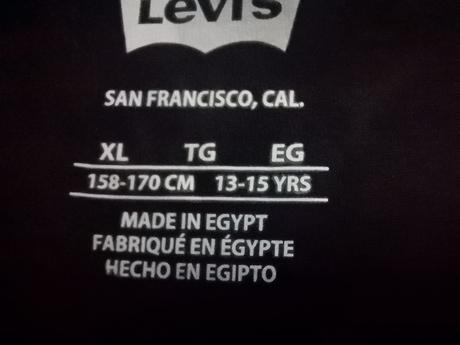 Levi's
SAN FRANCISCO, CAL.
XL TG EG
158-170 CM 13-15 YRS
MADE IN EGYPT
FABRIQUÉ EN ÉGYPTE
HECHO EN EGIPTO